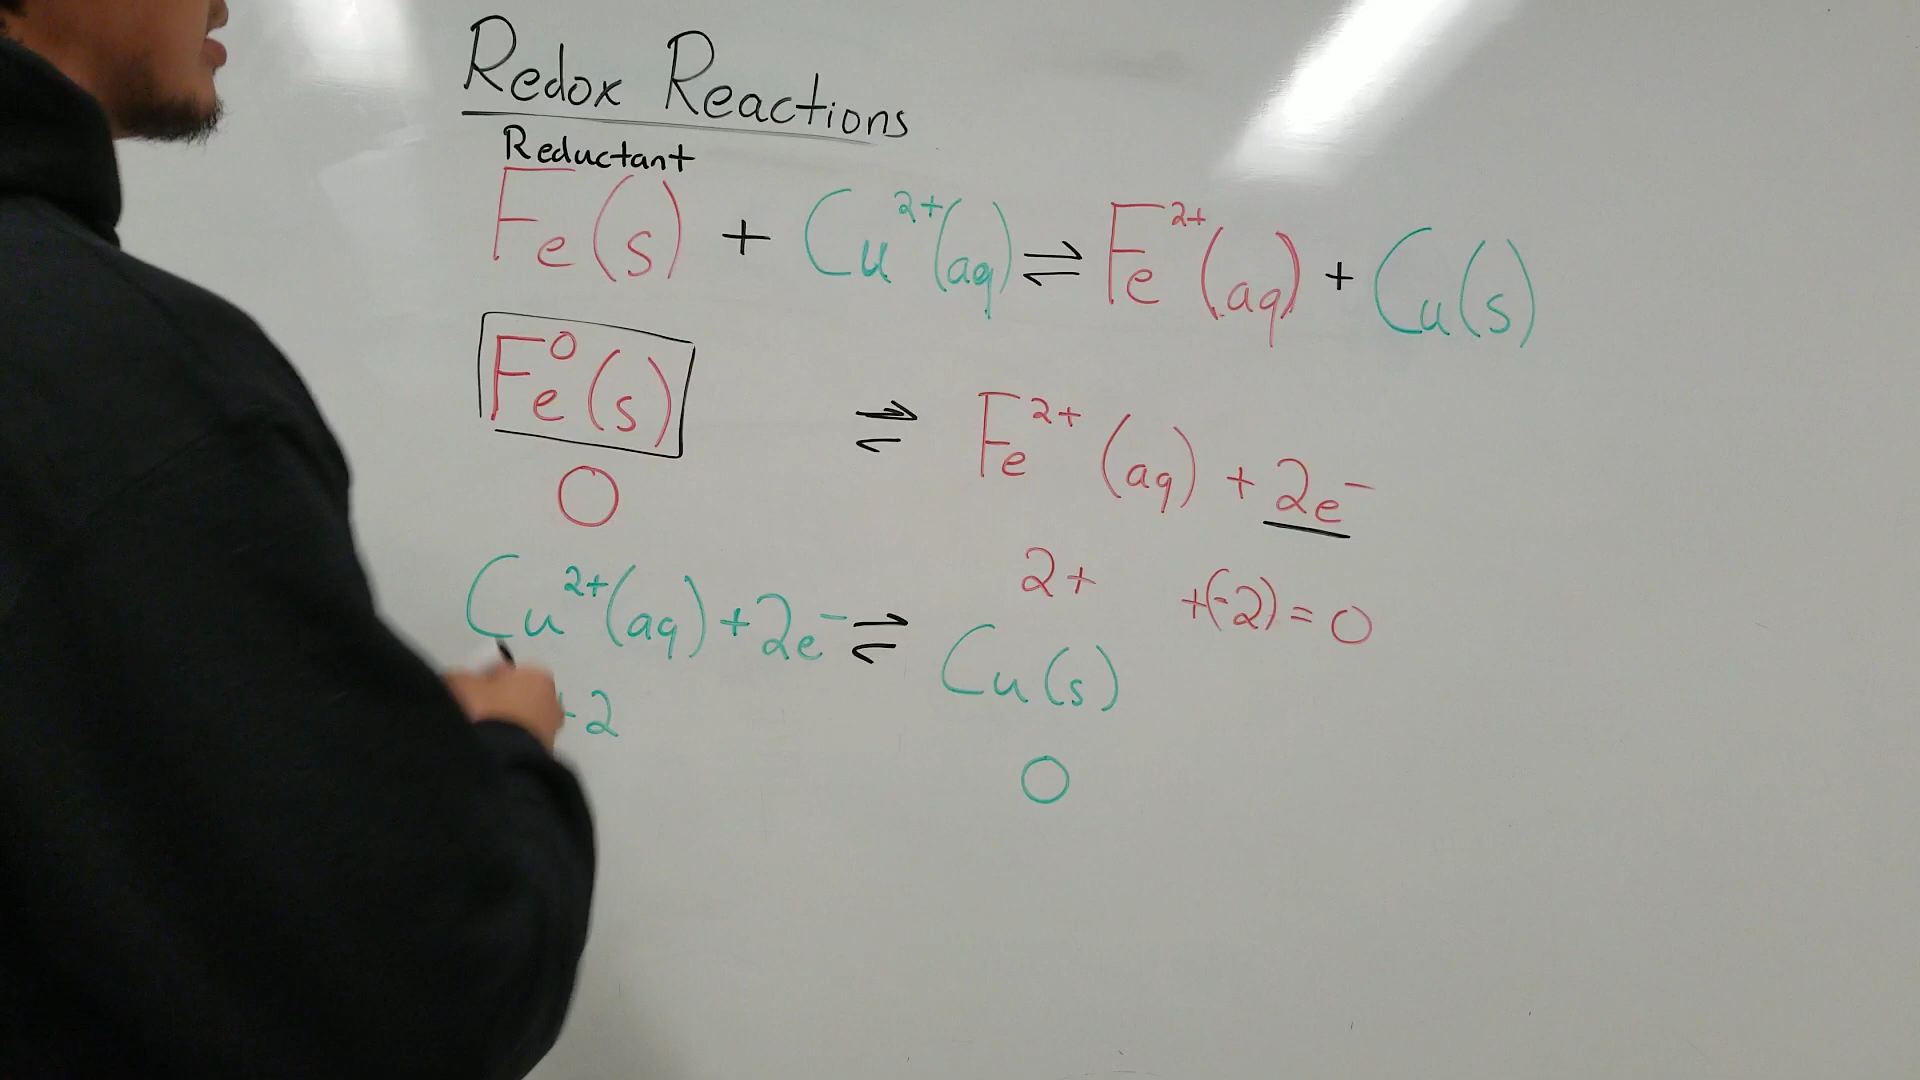 Redox Reactions
Reductant
Fe(s) + Cu²⁺(aq) ⇌ Fe²⁺(aq) + Cu(s)
Fe⁰(s) ⇌ Fe²⁺(aq) + 2e⁻
0
2+ +(-2) = 0
Cu²⁺(aq) + 2e⁻ ⇌ Cu(s)
2
0